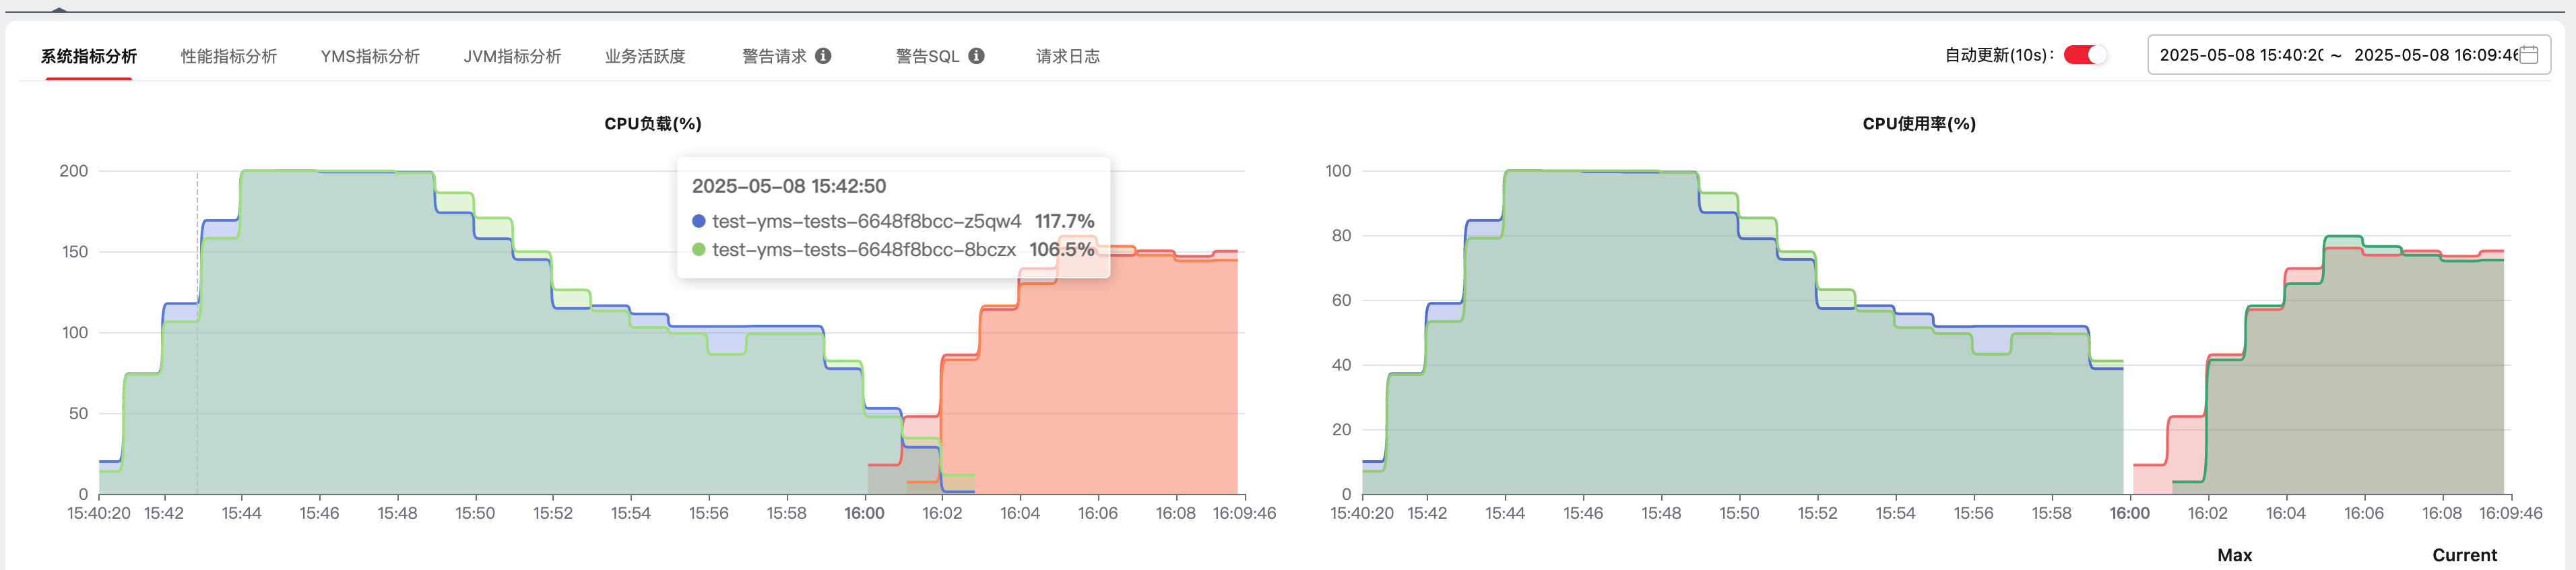 系统指标分析 性能指标分析 YMS指标分析 JVM指标分析 业务活跃度 警告请求 警告SQL 请求日志 自动更新(10s): 2025-05-08 15:40:20 ~ 2025-05-08 16:09:46
CPU负载(%)
200
150
100
50
0
15:40:20 15:42 15:44 15:46 15:48 15:50 15:52 15:54 15:56 15:58 16:00 16:02 16:04 16:06 16:08 16:09:46
2025-05-08 15:42:50
test-yms-tests-6648f8bcc-z5qw4 117.7%
test-yms-tests-6648f8bcc-8bczx 106.5%
CPU使用率(%)
100
80
60
40
20
0
15:40:20 15:42 15:44 15:46 15:48 15:50 15:52 15:54 15:56 15:58 16:00 16:02 16:04 16:06 16:08 16:09:46
Max Current